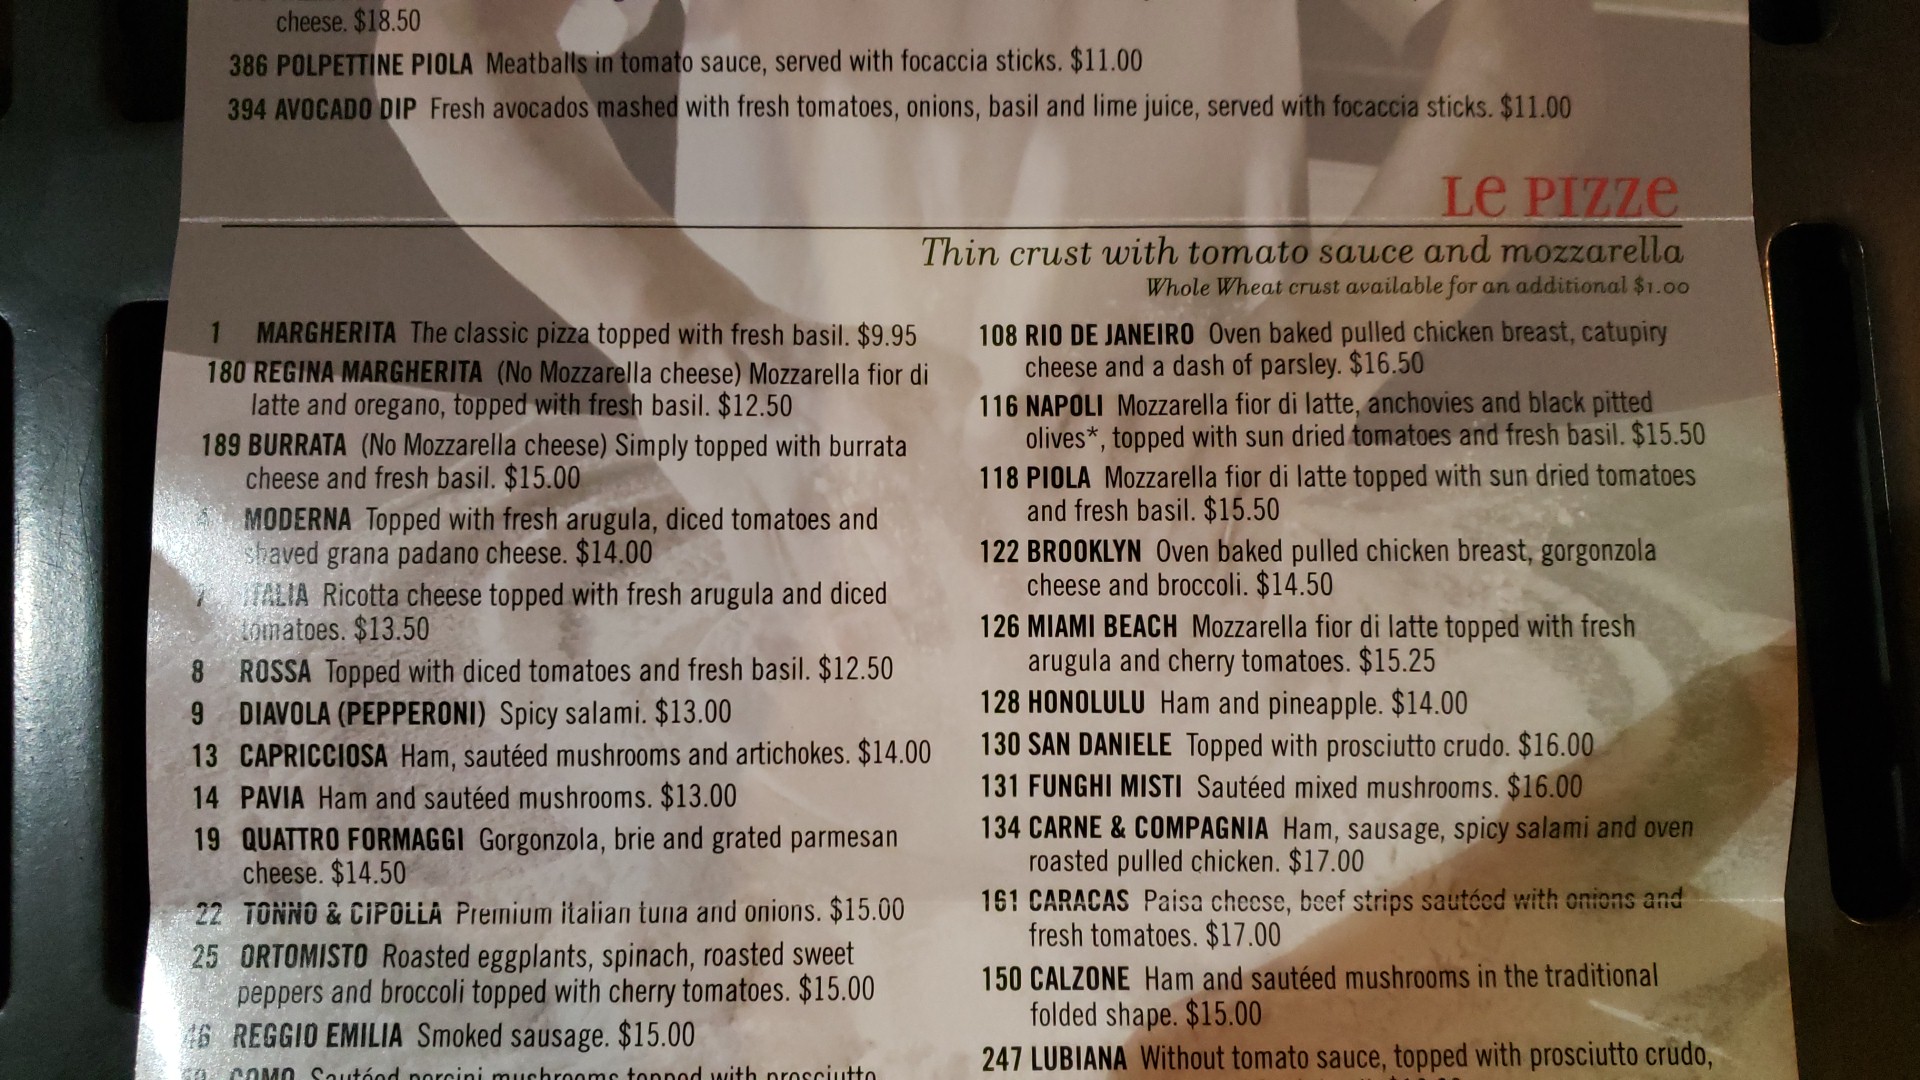 cheese. $18.50
386 POLPETTINE PIOLA Meatballs in tomato sauce, served with focaccia sticks. $11.00
394 AVOCADO DIP Fresh avocados mashed with fresh tomatoes, onions, basil and lime juice, served with focaccia sticks. $11.00
Le PIZZe
Thin crust with tomato sauce and mozzarella
Whole Wheat crust available for an additional $1.00
1 MARGHERITA The classic pizza topped with fresh basil. $9.95
180 REGINA MARGHERITA (No Mozzarella cheese) Mozzarella fior di
latte and oregano, topped with fresh basil. $12.50
189 BURRATA (No Mozzarella cheese) Simply topped with burrata
cheese and fresh basil. $15.00
MODERNA Topped with fresh arugula, diced tomatoes and
shaved grana padano cheese. $14.00
7 ITALIA Ricotta cheese topped with fresh arugula and diced
tomatoes. $13.50
8 ROSSA Topped with diced tomatoes and fresh basil. $12.50
9 DIAVOLA (PEPPERONI) Spicy salami. $13.00
13 CAPRICCIOSA Ham, sautéed mushrooms and artichokes. $14.00
14 PAVIA Ham and sautéed mushrooms. $13.00
19 QUATTRO FORMAGGI Gorgonzola, brie and grated parmesan
cheese. $14.50
22 TONNO & CIPOLLA Premium italian tuna and onions. $15.00
25 ORTOMISTO Roasted eggplants, spinach, roasted sweet
peppers and broccoli topped with cherry tomatoes. $15.00
46 REGGIO EMILIA Smoked sausage. $15.00
COMO Sautéed porcini mushrooms topped with prosciutto
108 RIO DE JANEIRO Oven baked pulled chicken breast, catupiry
cheese and a dash of parsley. $16.50
116 NAPOLI Mozzarella fior di latte, anchovies and black pitted
olives*, topped with sun dried tomatoes and fresh basil. $15.50
118 PIOLA Mozzarella fior di latte topped with sun dried tomatoes
and fresh basil. $15.50
122 BROOKLYN Oven baked pulled chicken breast, gorgonzola
cheese and broccoli. $14.50
126 MIAMI BEACH Mozzarella fior di latte topped with fresh
arugula and cherry tomatoes. $15.25
128 HONOLULU Ham and pineapple. $14.00
130 SAN DANIELE Topped with prosciutto crudo. $16.00
131 FUNGHI MISTI Sautéed mixed mushrooms. $16.00
134 CARNE & COMPAGNIA Ham, sausage, spicy salami and oven
roasted pulled chicken. $17.00
161 CARACAS Paisa cheese, beef strips sautéed with onions and
fresh tomatoes. $17.00
150 CALZONE Ham and sautéed mushrooms in the traditional
folded shape. $15.00
247 LUBIANA Without tomato sauce, topped with prosciutto crudo,